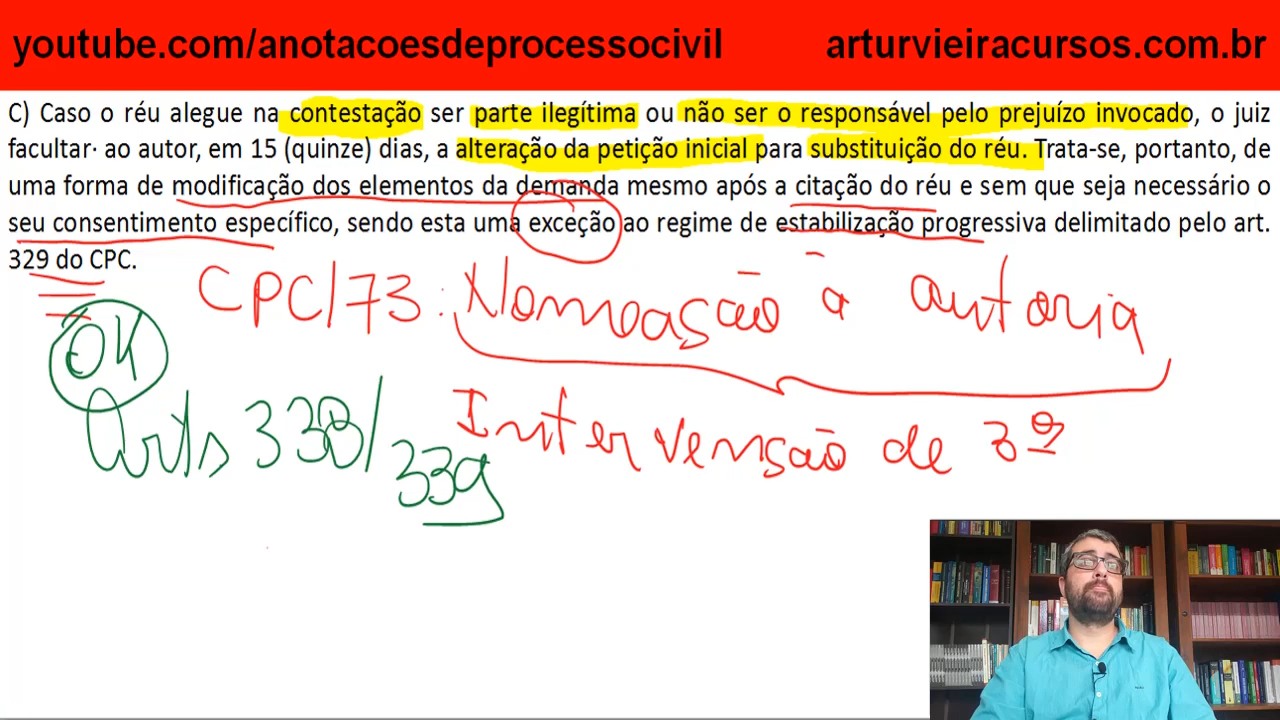 youtube.com/anotacoesdeprocessocivil arturvieiracursos.com.br
C) Caso o réu alegue na contestação ser parte ilegítima ou não ser o responsável pelo prejuízo invocado, o juiz
facultar· ao autor, em 15 (quinze) dias, a alteração da petição inicial para substituição do réu. Trata-se, portanto, de
uma forma de modificação dos elementos da demanda mesmo após a citação do réu e sem que seja necessário o
seu consentimento específico, sendo esta uma exceção ao regime de estabilização progressiva delimitado pelo art.
329 do CPC.
CPC/73: Nomeação à autoria
OK
Intervenção de 3º
Arts 338/
339